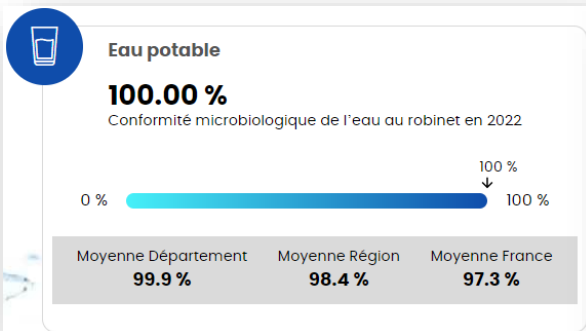 Eau potable
100.00 %
Conformité microbiologique de l'eau au robinet en 2022
100 %
0 % 100 %
Moyenne Département Moyenne Région Moyenne France
99.9 % 98.4 % 97.3 %